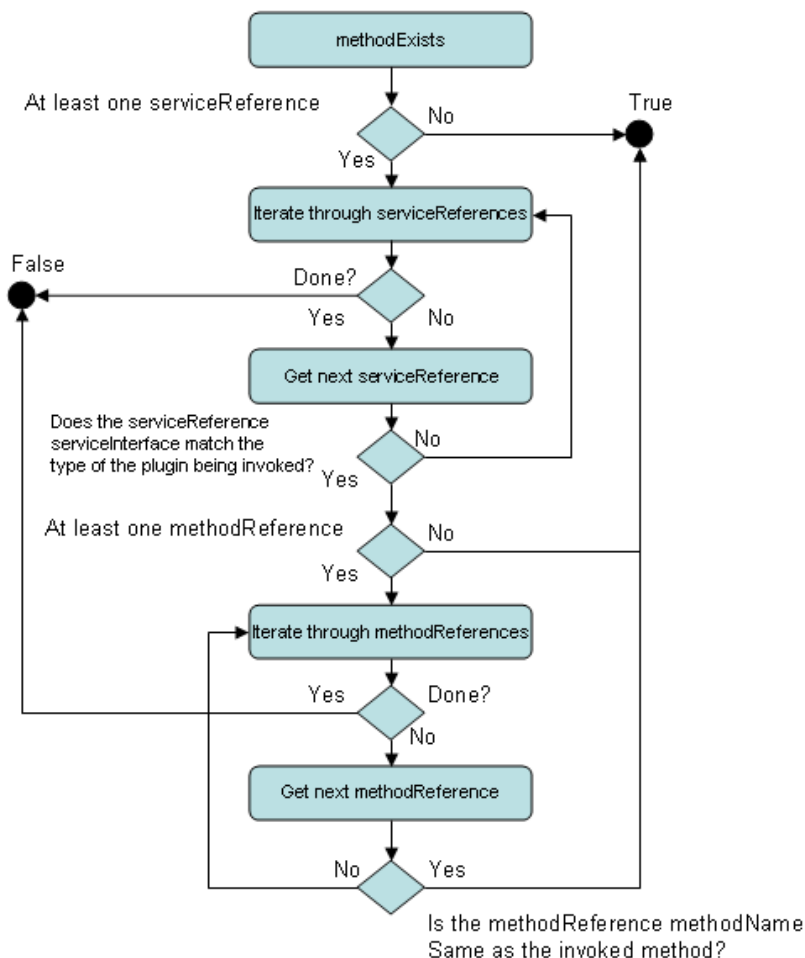 methodExists
At least one serviceReference
No
True
Yes
Iterate through serviceReferences
False
Done?
Yes
No
Get next serviceReference
Does the serviceReference
serviceInterface match the
type of the plugin being invoked?
No
Yes
At least one methodReference
No
Yes
Iterate through methodReferences
Yes
Done?
No
Get next methodReference
No
Yes
Is the methodReference methodName
Same as the invoked method?